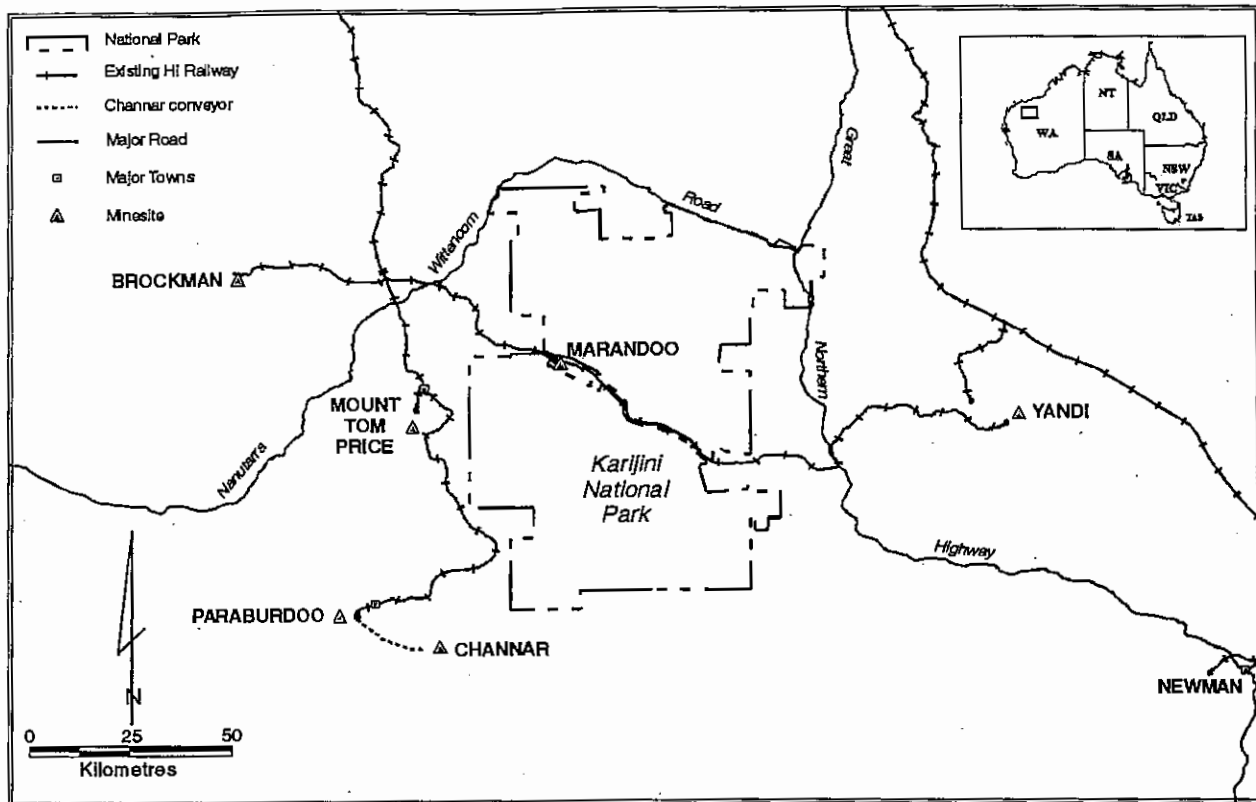 National Park
Existing HI Railway
Channar conveyor
Major Road
Major Towns
Minesite
NT
QLD
WA
SA
NSW
VIC
TAS
Great
Road
Wittenoom
BROCKMAN
MARANDOO
Northern
MOUNT
TOM
PRICE
YANDI
Nanutarra
Karijini
National
Park
Highway
PARABURDOO
CHANNAR
NEWMAN
N
0 25 50
Kilometres